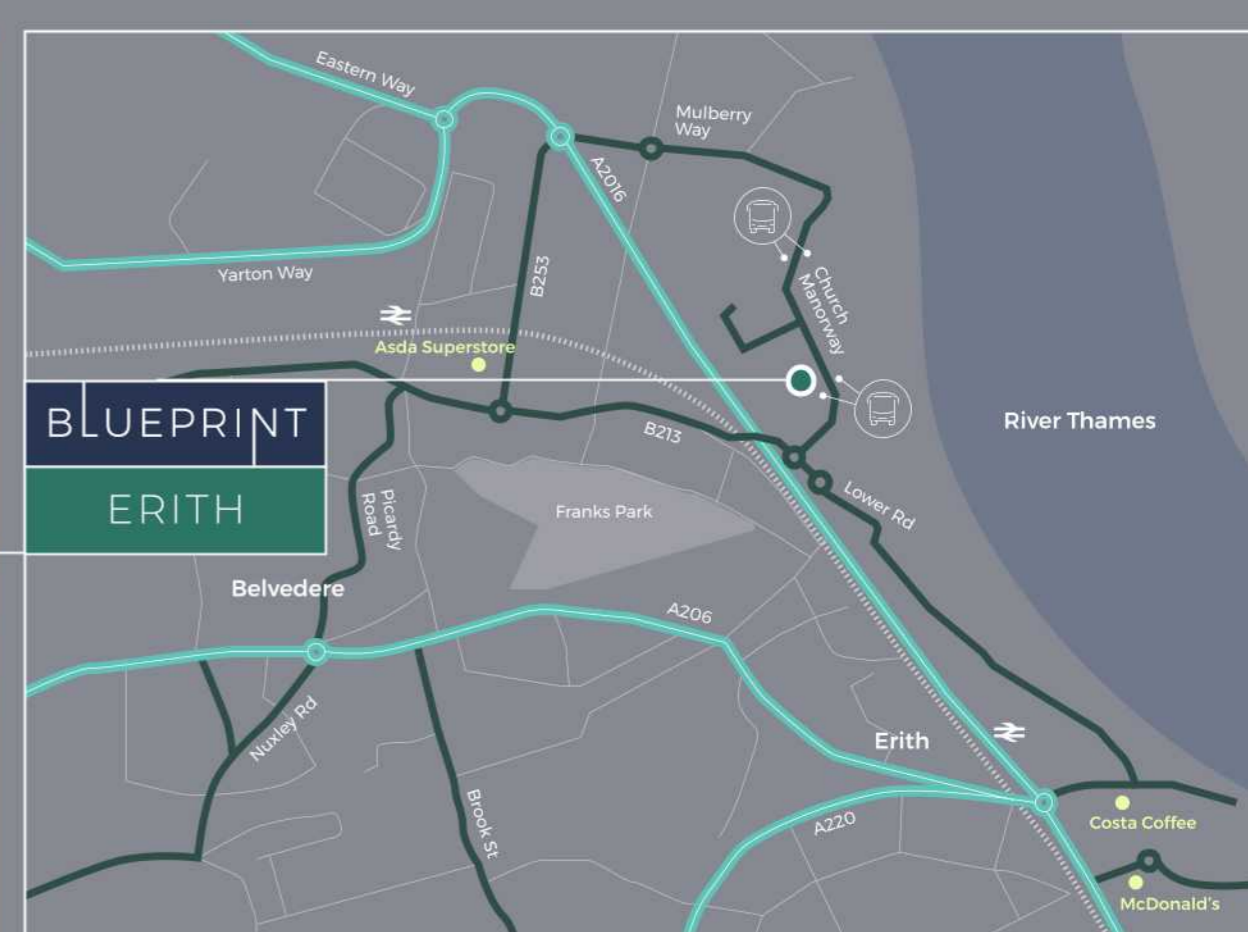 Eastern Way
Mulberry
Way
A2016
Yarton Way
B253
Church
Manorway
Asda Superstore
BLUEPRINT
ERITH
B213
River Thames
Lower Rd
Franks Park
Picardy
Road
Belvedere
A206
Nuxley Rd
Erith
Brook St
A220
Costa Coffee
McDonald's